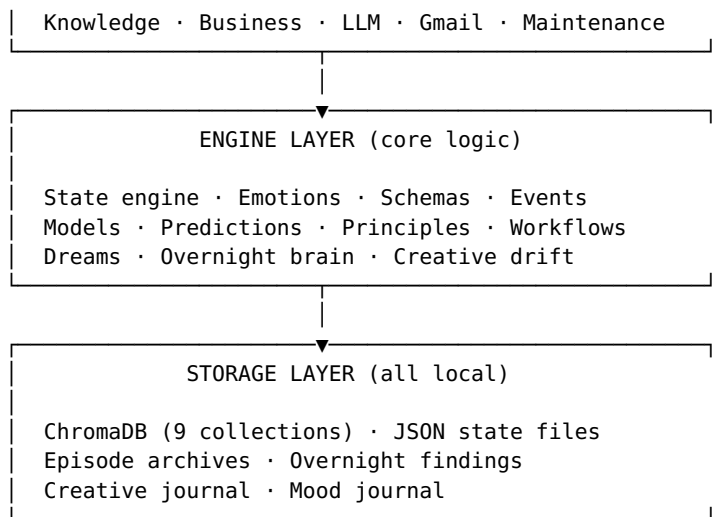 Knowledge · Business · LLM · Gmail · Maintenance
ENGINE LAYER (core logic)
State engine · Emotions · Schemas · Events
Models · Predictions · Principles · Workflows
Dreams · Overnight brain · Creative drift
STORAGE LAYER (all local)
ChromaDB (9 collections) · JSON state files
Episode archives · Overnight findings
Creative journal · Mood journal